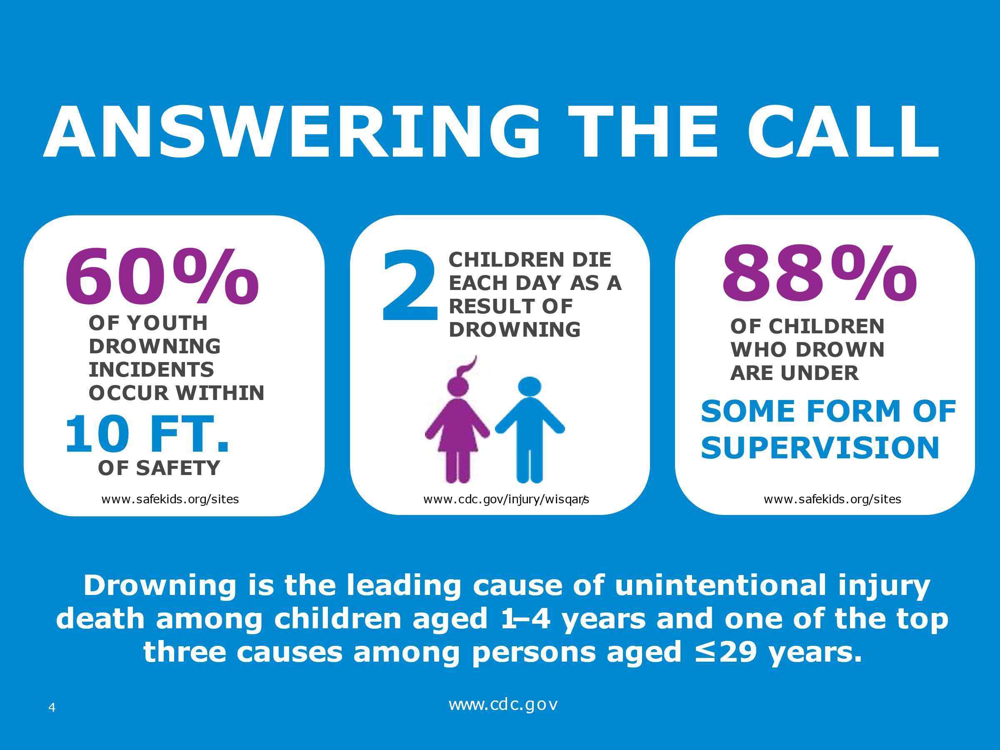 ANSWERING THE CALL
60%
OF YOUTH
DROWNING
INCIDENTS
OCCUR WITHIN
10 FT.
OF SAFETY
www.safekids.org/sites
2
CHILDREN DIE
EACH DAY AS A
RESULT OF
DROWNING
www.cdc.gov/injury/wisqars/
88%
OF CHILDREN
WHO DROWN
ARE UNDER
SOME FORM OF
SUPERVISION
www.safekids.org/sites
Drowning is the leading cause of unintentional injury
death among children aged 1–4 years and one of the top
three causes among persons aged ≤29 years.
4
www.cdc.gov